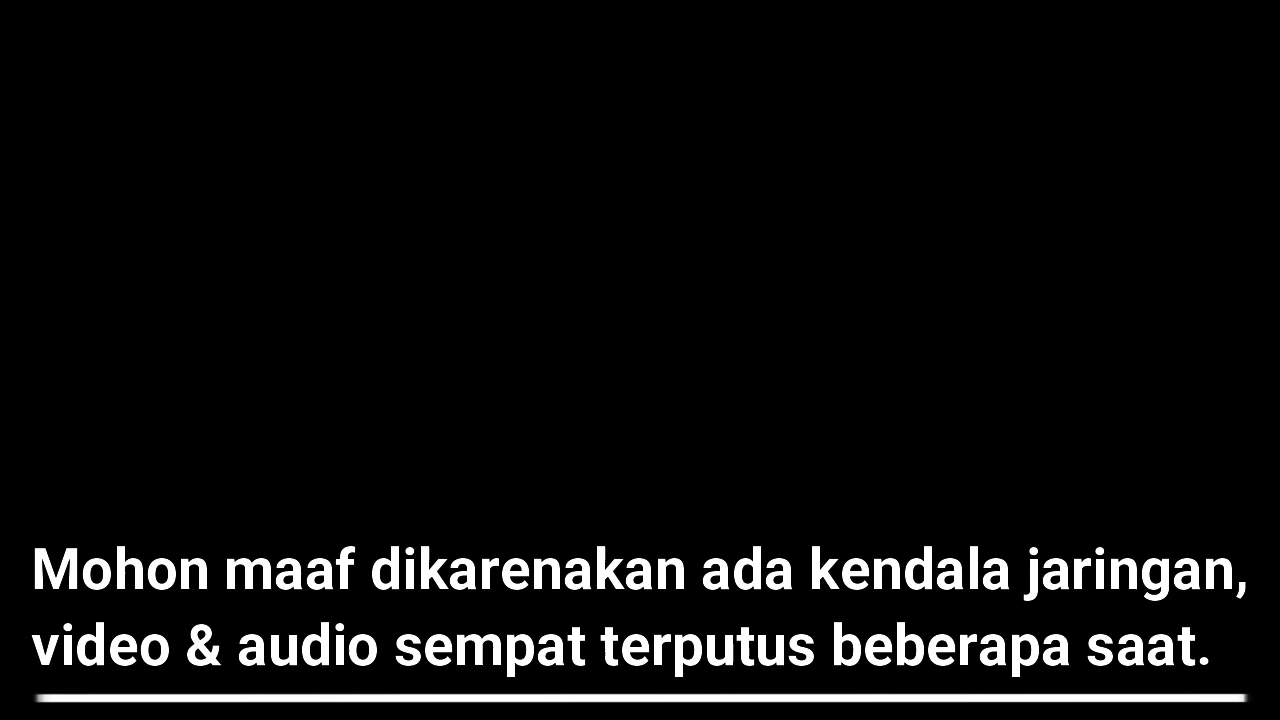 Mohon maaf dikarenakan ada kendala jaringan,
video & audio sempat terputus beberapa saat.